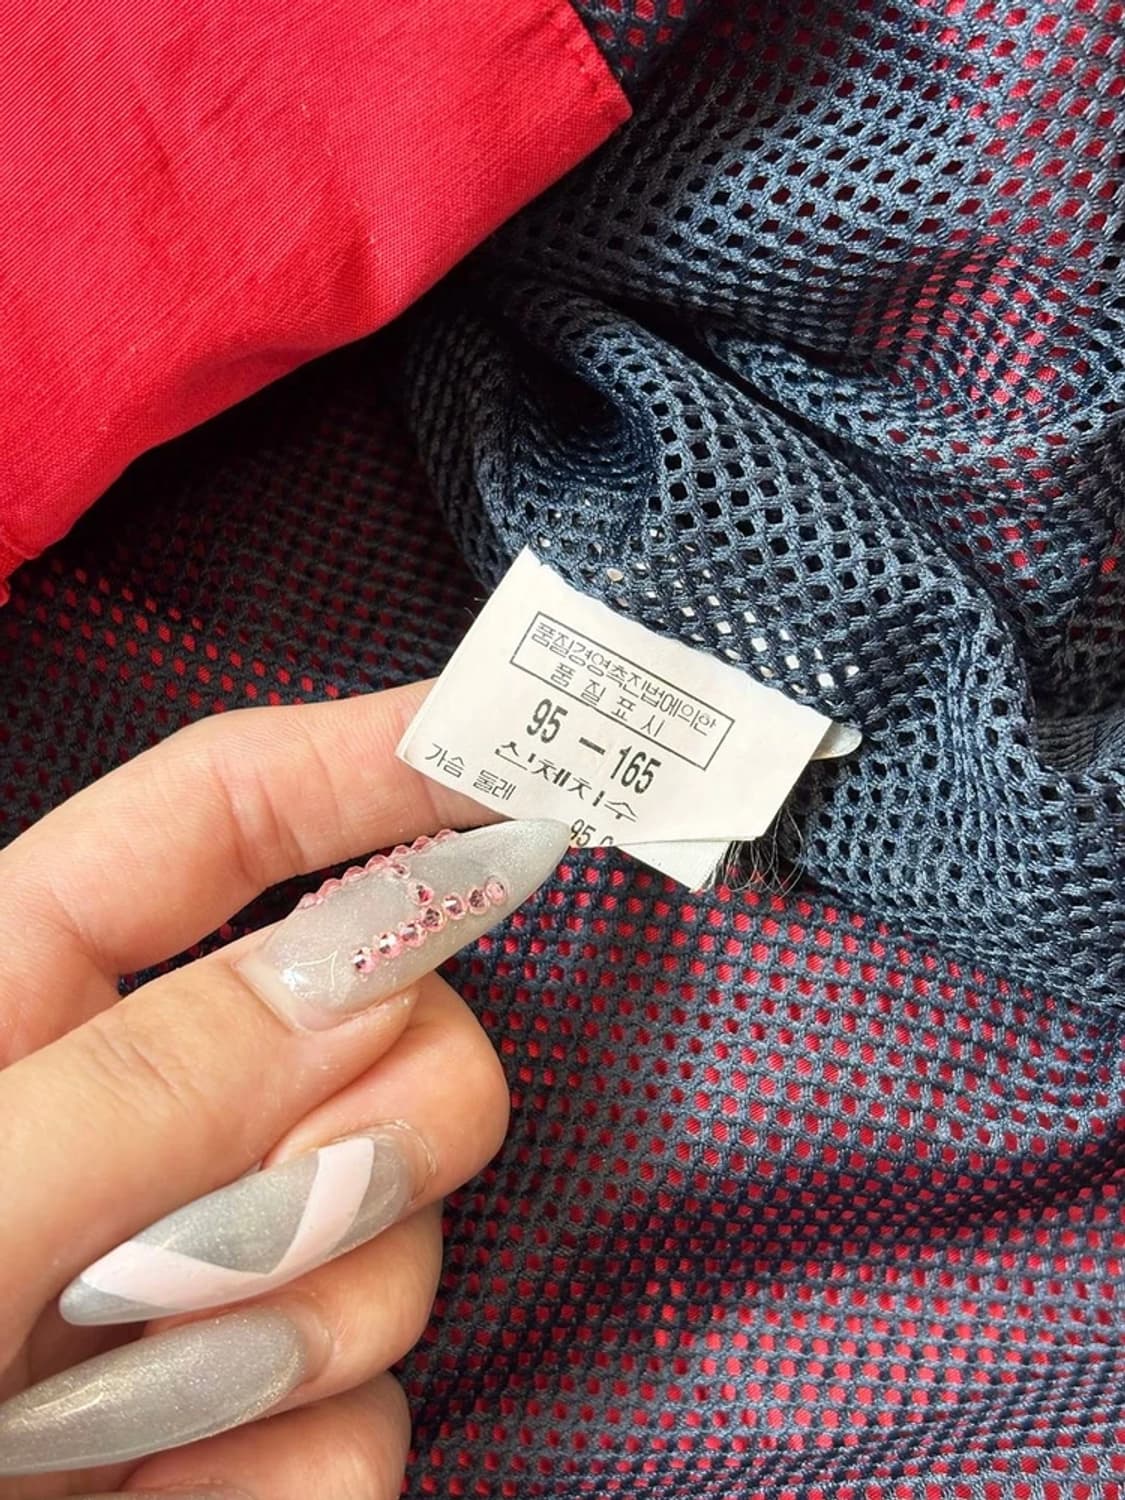 품질경영촉진법에의한
품 질 표 시
95 - 165
신체치수
가슴 둘레
95